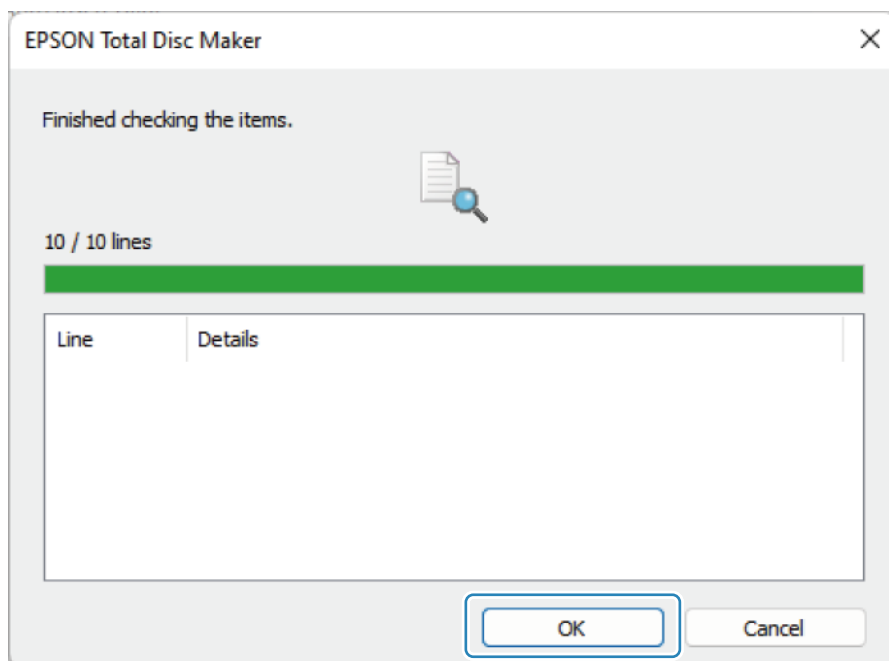 EPSON Total Disc Maker
Finished checking the items.
10 / 10 lines
Line Details
OK Cancel